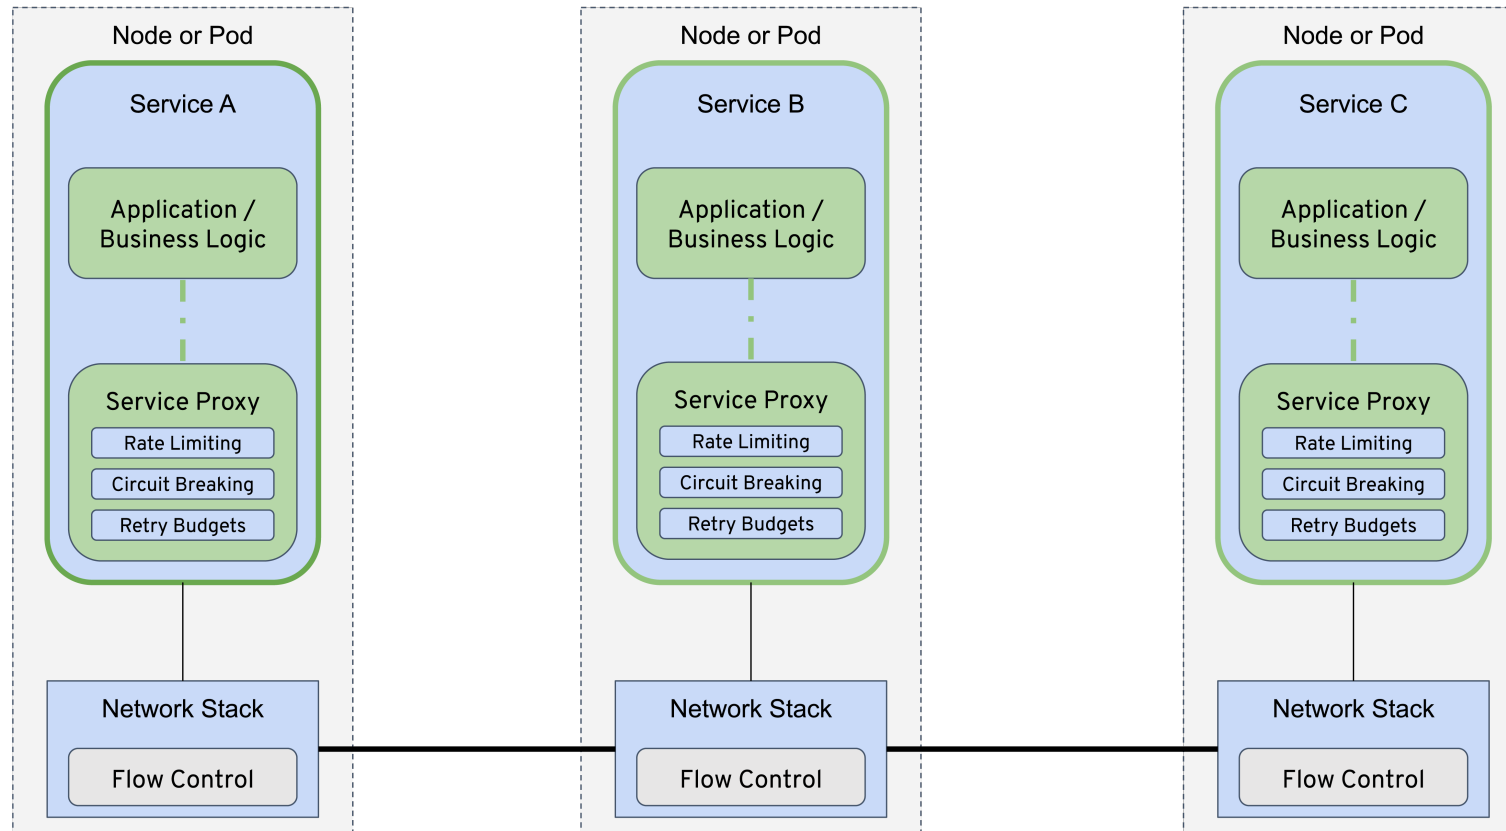 Node or Pod
Service A
Application /
Business Logic
Service Proxy
Rate Limiting
Circuit Breaking
Retry Budgets
Network Stack
Flow Control
Node or Pod
Service B
Application /
Business Logic
Service Proxy
Rate Limiting
Circuit Breaking
Retry Budgets
Network Stack
Flow Control
Node or Pod
Service C
Application /
Business Logic
Service Proxy
Rate Limiting
Circuit Breaking
Retry Budgets
Network Stack
Flow Control